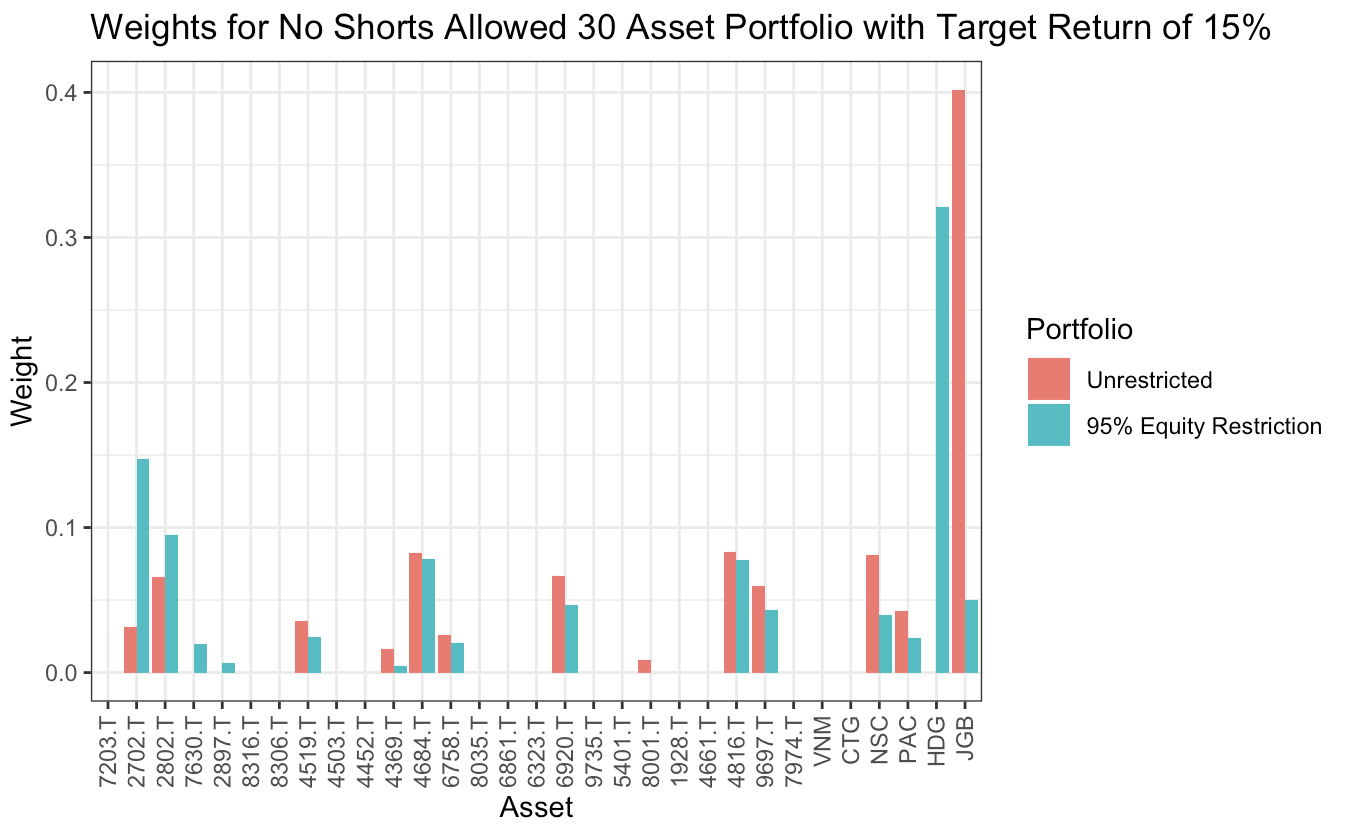 Weights for No Shorts Allowed 30 Asset Portfolio with Target Return of 15%
0.4
0.3
0.2
0.1
0.0
Weight
7203.T
2702.T
2802.T
7630.T
2897.T
8316.T
8306.T
4519.T
4503.T
4452.T
4369.T
4684.T
6758.T
8035.T
6861.T
6323.T
6920.T
9735.T
5401.T
8001.T
1928.T
4661.T
4816.T
9697.T
7974.T
VNM
CTG
NSC
PAC
HDG
JGB
Asset
Portfolio
Unrestricted
95% Equity Restriction